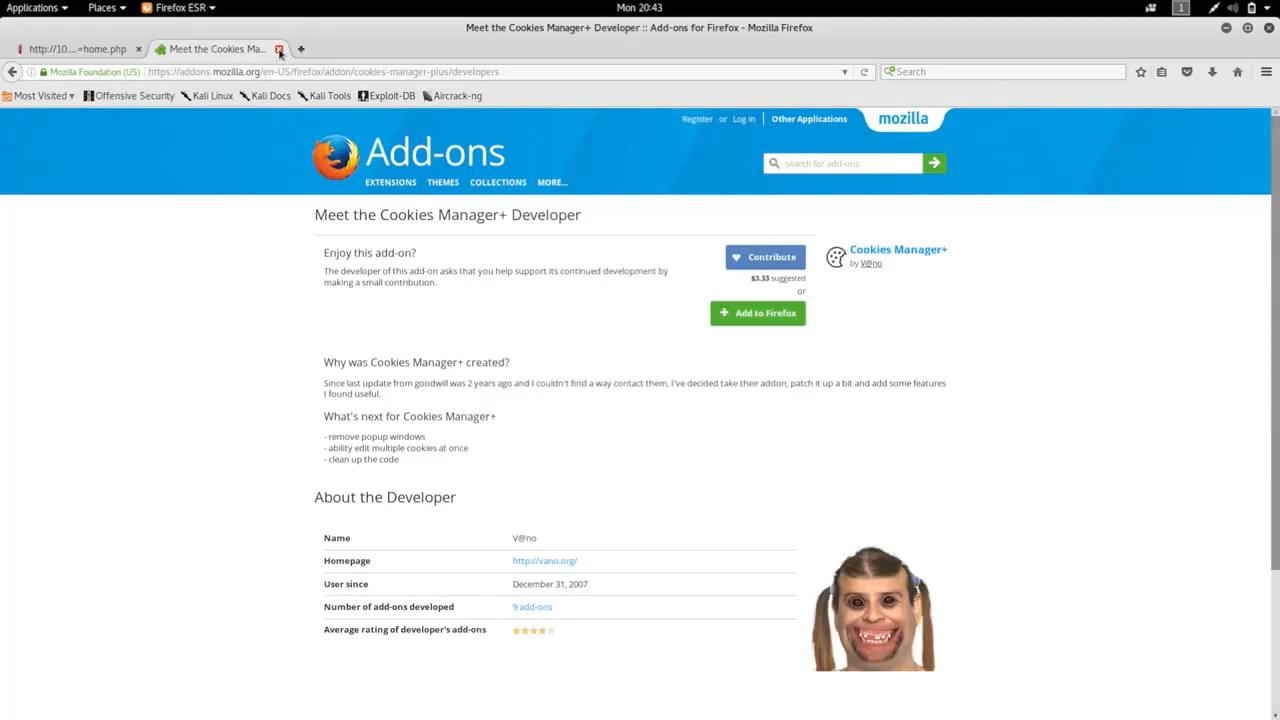 Applications Places Firefox ESR Mon 20:43 1
Meet the Cookies Manager+ Developer :: Add-ons for Firefox - Mozilla Firefox
http://10....=home.php Meet the Cookies Ma...
Mozilla Foundation (US) https://addons.mozilla.org/en-US/firefox/addon/cookies-manager-plus/developers Search
Most Visited Offensive Security Kali Linux Kali Docs Kali Tools Exploit-DB Aircrack-ng
Register or Log in Other Applications mozilla
Add-ons
search for add-ons
EXTENSIONS THEMES COLLECTIONS MORE...
Meet the Cookies Manager+ Developer
Enjoy this add-on?
The developer of this add-on asks that you help support its continued development by
making a small contribution.
Contribute
$3.33 suggested
or
Add to Firefox
Cookies Manager+
by V@no
Why was Cookies Manager+ created?
Since last update from goodwill was 2 years ago and I couldn't find a way contact them, I've decided take their addon, patch it up a bit and add some features
I found useful.
What's next for Cookies Manager+
- remove popup windows
- ability edit multiple cookies at once
- clean up the code
About the Developer
Name V@no
Homepage http://vano.org/
User since December 31, 2007
Number of add-ons developed 9 add-ons
Average rating of developer's add-ons